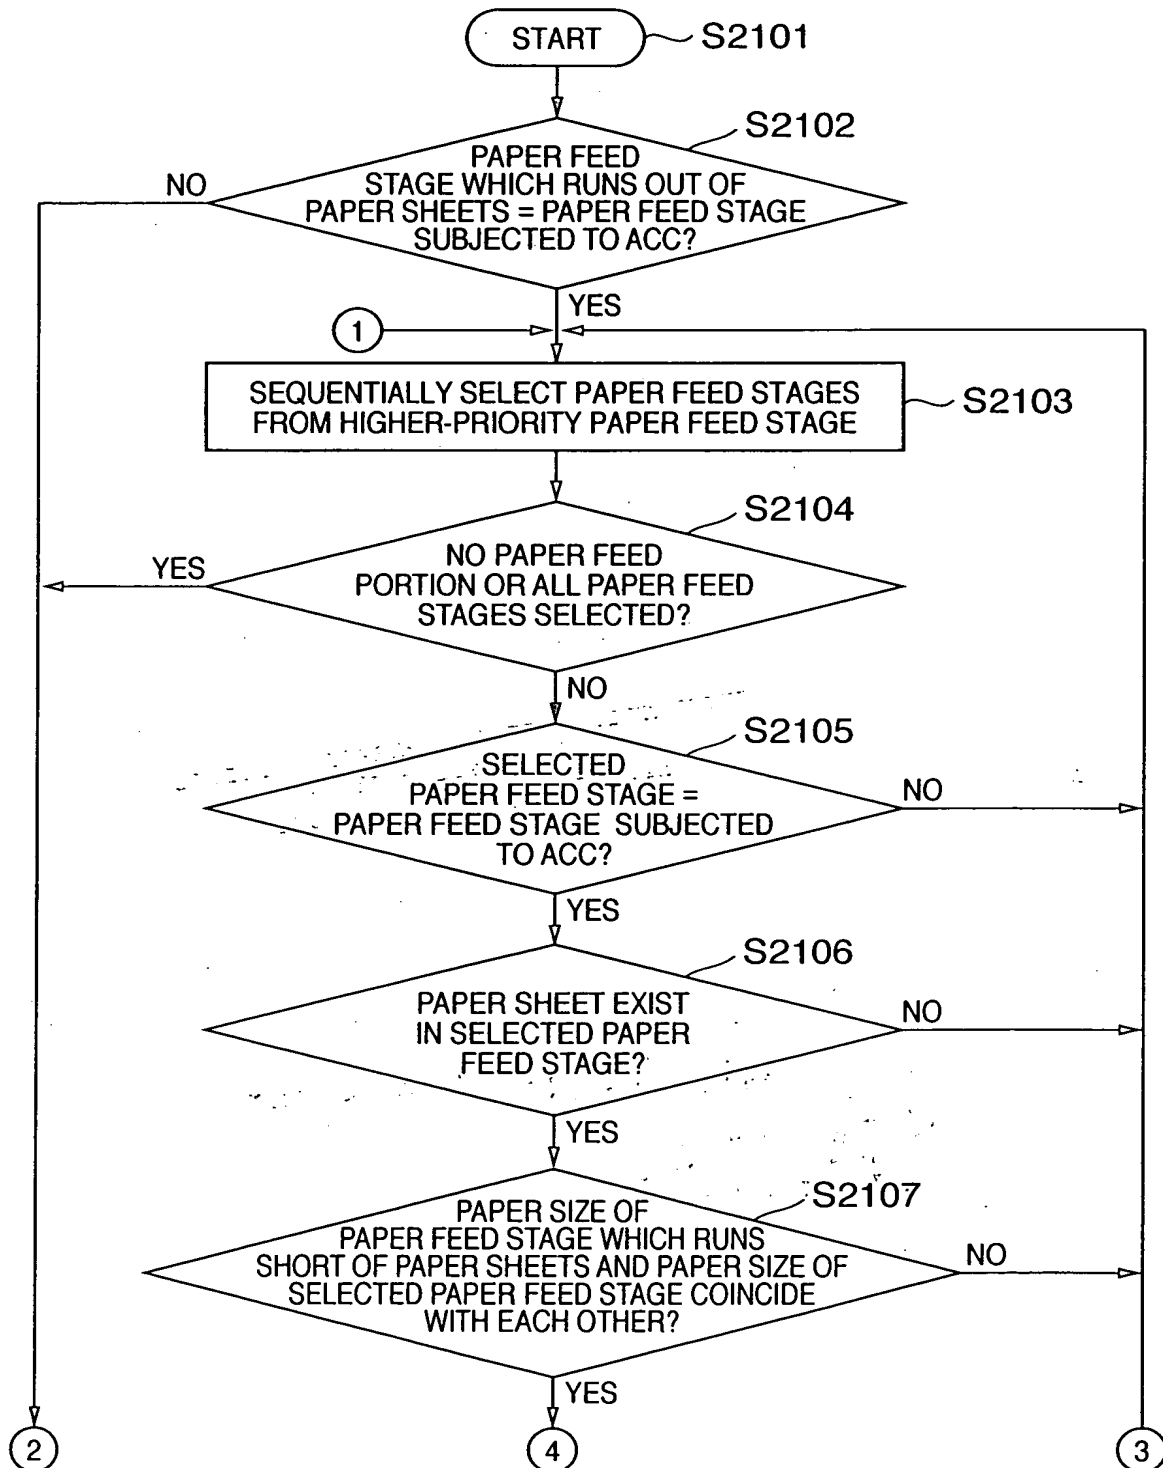 START
S2101
S2102
PAPER FEED
STAGE WHICH RUNS OUT OF
PAPER SHEETS = PAPER FEED STAGE
SUBJECTED TO ACC?
NO
YES
1
SEQUENTIALLY SELECT PAPER FEED STAGES
FROM HIGHER-PRIORITY PAPER FEED STAGE
S2103
S2104
NO PAPER FEED
PORTION OR ALL PAPER FEED
STAGES SELECTED?
YES
NO
S2105
SELECTED
PAPER FEED STAGE =
PAPER FEED STAGE SUBJECTED
TO ACC?
NO
YES
S2106
PAPER SHEET EXIST
IN SELECTED PAPER
FEED STAGE?
NO
YES
S2107
PAPER SIZE OF
PAPER FEED STAGE WHICH RUNS
SHORT OF PAPER SHEETS AND PAPER SIZE OF
SELECTED PAPER FEED STAGE COINCIDE
WITH EACH OTHER?
NO
YES
2
4
3